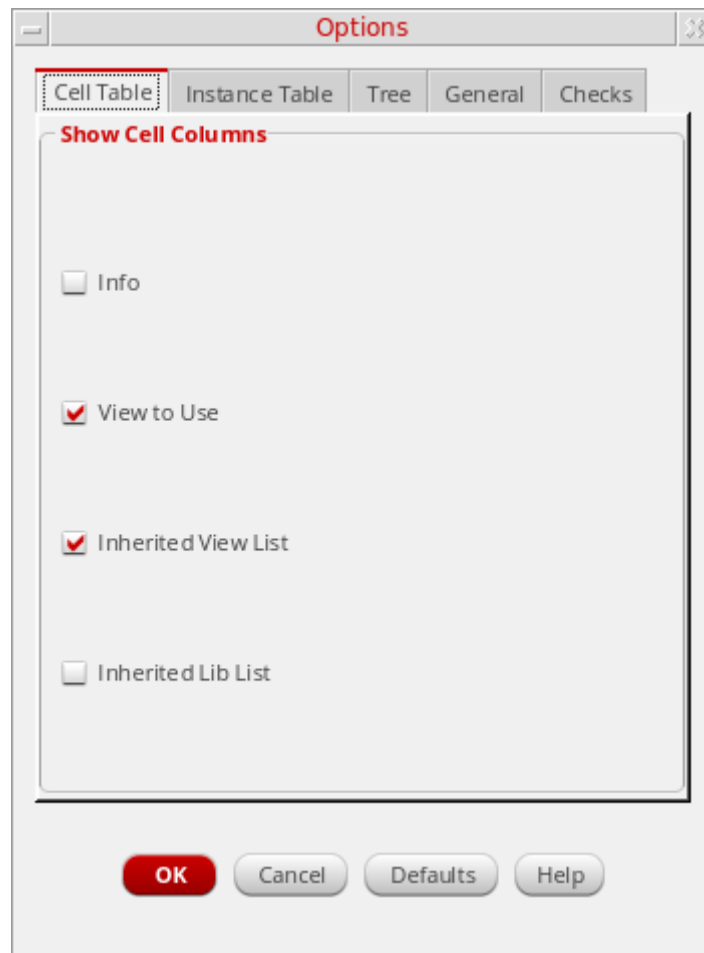 Options
Cell Table Instance Table Tree General Checks
Show Cell Columns
Info
View to Use
Inherited View List
Inherited Lib List
OK Cancel Defaults Help